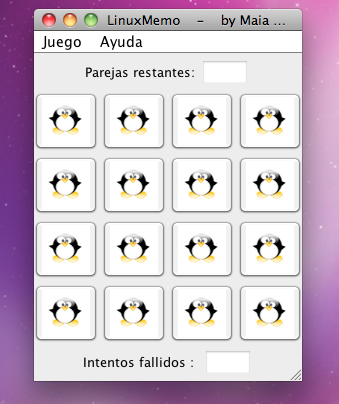 LinuxMemo - by Maia ...
Juego Ayuda
Parejas restantes:
Intentos fallidos :